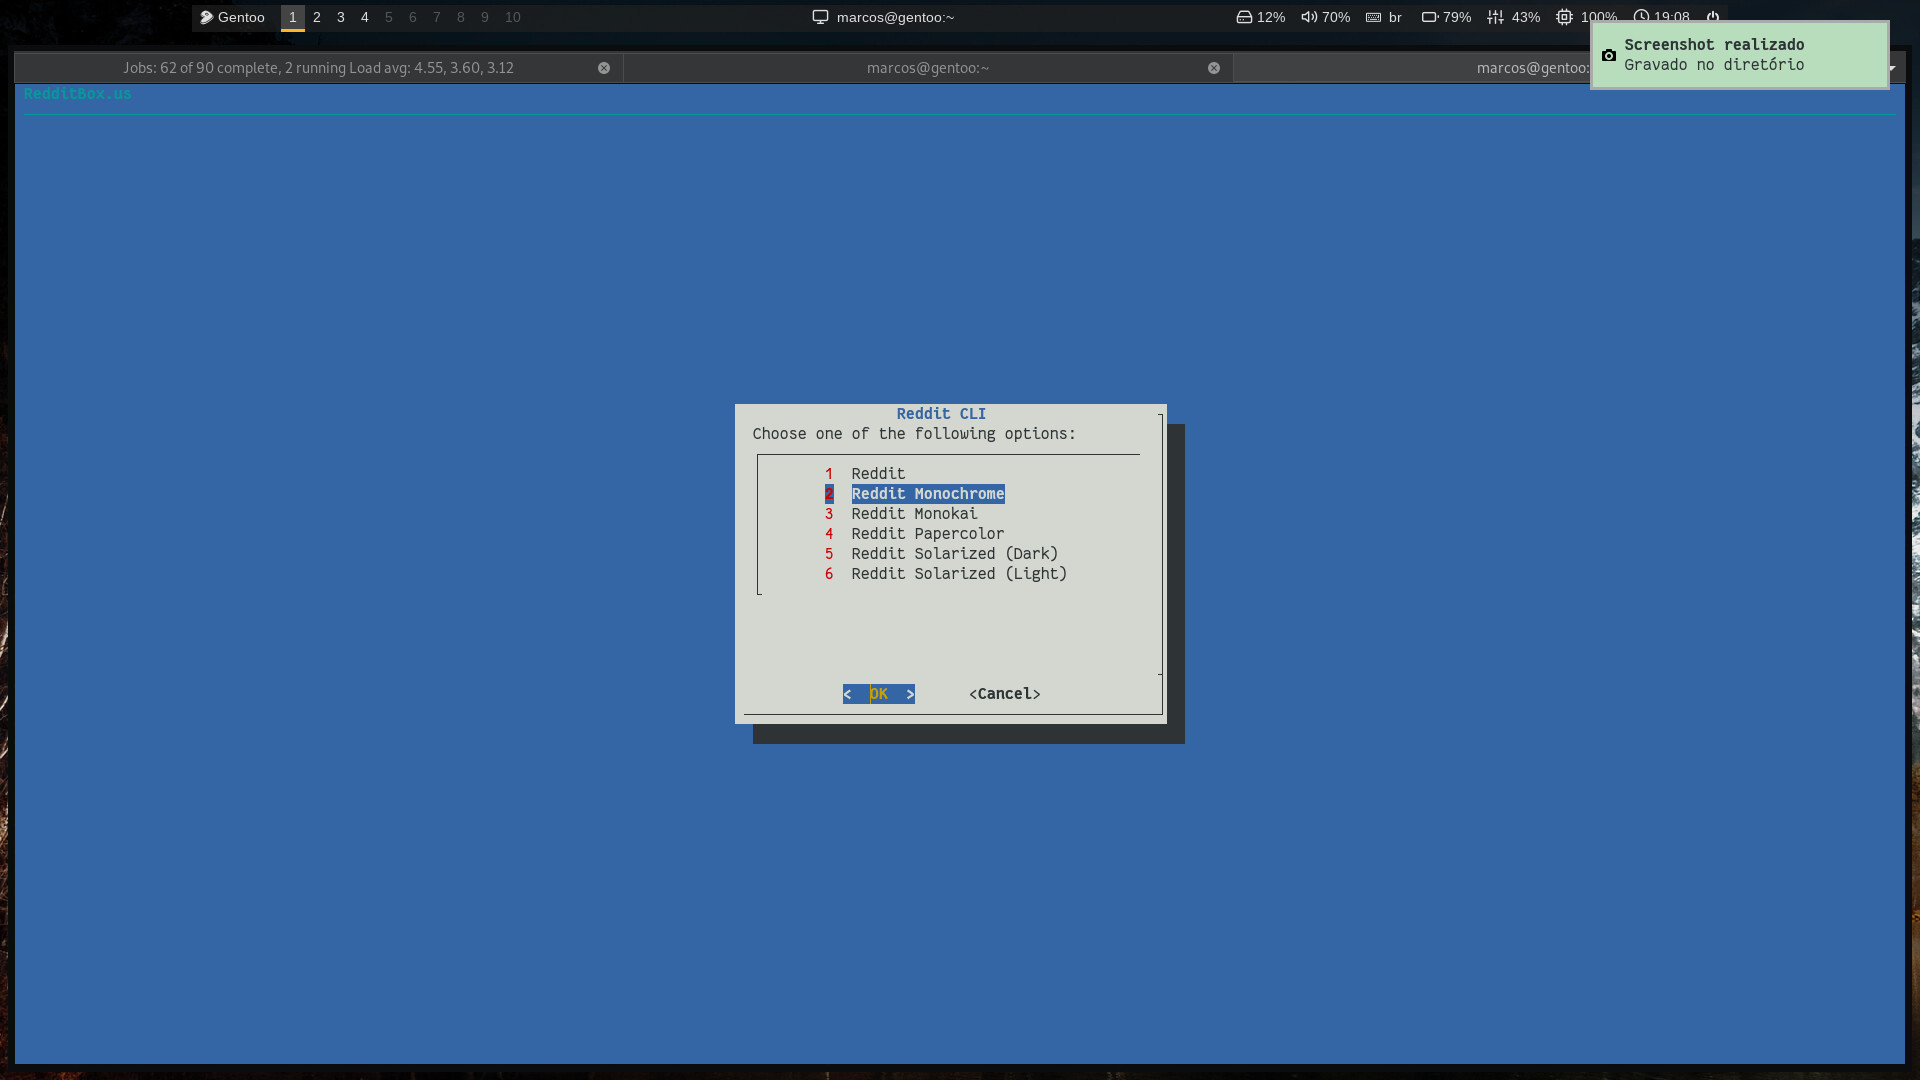 Gentoo 1 2 3 4 5 6 7 8 9 10 marcos@gentoo:~ 12% 70% br 79% 43% 100% 19:08
Screenshot realizado
Gravado no diretório
Jobs: 62 of 90 complete, 2 running Load avg: 4.55, 3.60, 3.12 marcos@gentoo:~ marcos@gentoo:
RedditBox.us
Reddit CLI
Choose one of the following options:
1 Reddit
2 Reddit Monochrome
3 Reddit Monokai
4 Reddit Papercolor
5 Reddit Solarized (Dark)
6 Reddit Solarized (Light)
< OK > <Cancel>